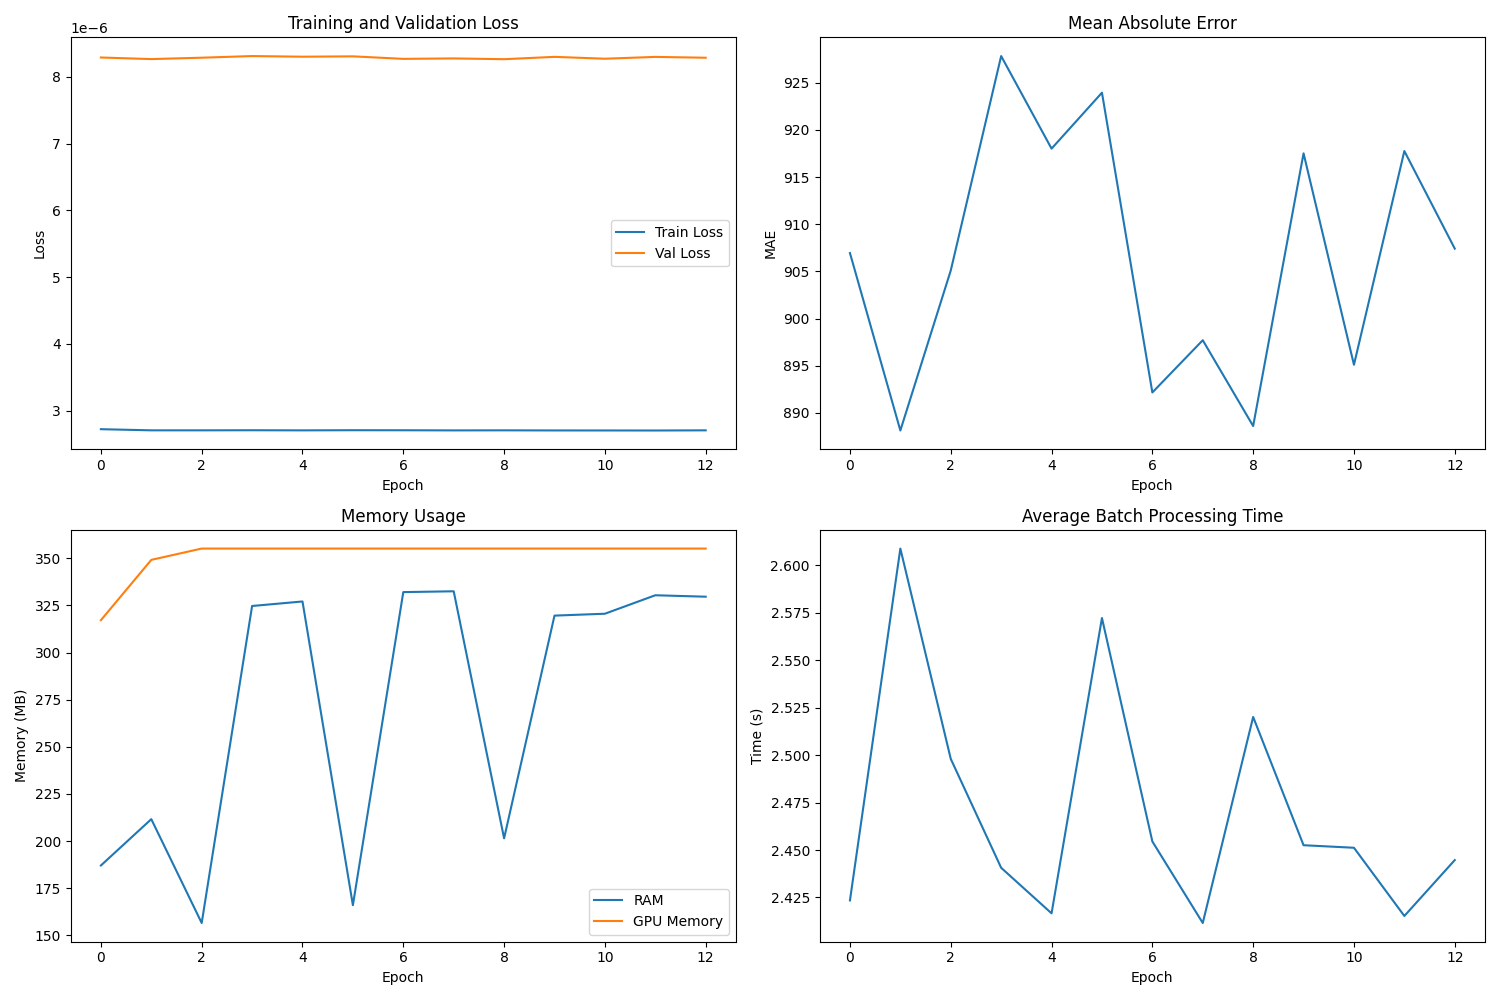 Training and Validation Loss
1e−6
8
7
6
5
4
3
Loss
Train Loss
Val Loss
0 2 4 6 8 10 12
Epoch
Mean Absolute Error
925
920
915
910
905
900
895
890
MAE
0 2 4 6 8 10 12
Epoch
Memory Usage
350
325
300
275
250
225
200
175
150
Memory (MB)
RAM
GPU Memory
0 2 4 6 8 10 12
Epoch
Average Batch Processing Time
2.600
2.575
2.550
2.525
2.500
2.475
2.450
2.425
Time (s)
0 2 4 6 8 10 12
Epoch